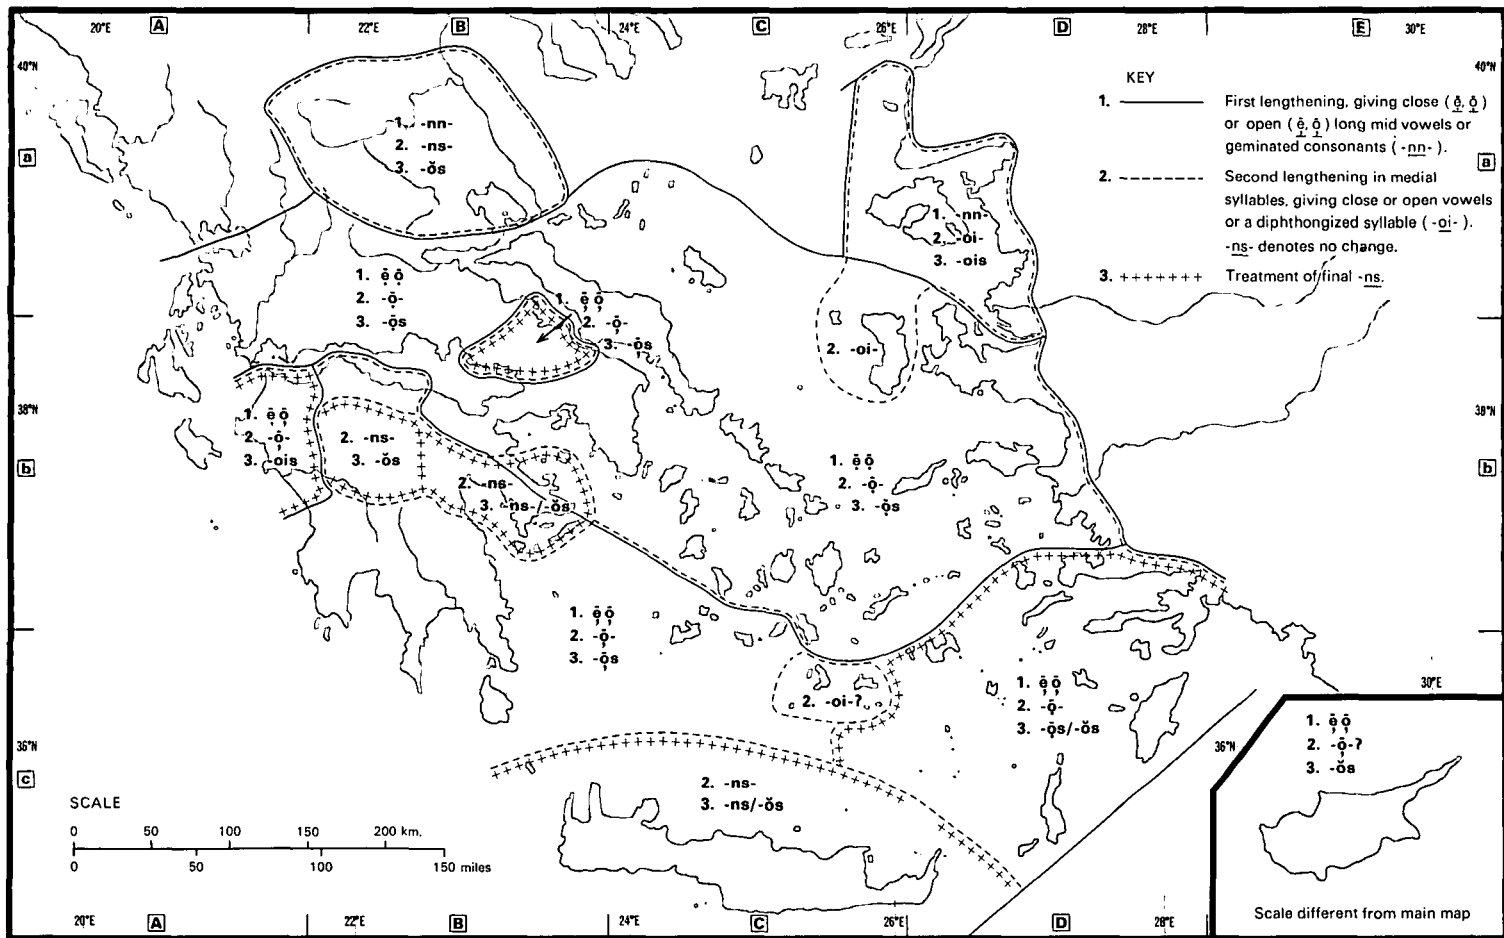 20°E A 22°E B 24°E C 26°E D 28°E E 30°E
40°N
40°N
KEY
1. First lengthening, giving close (ẹ̄, ọ̄)
or open (ę̄, ǭ) long mid vowels or
geminated consonants (-nn-).
2. Second lengthening in medial
syllables, giving close or open vowels
or a diphthongized syllable (-oi-).
-ns- denotes no change.
3. +++++++ Treatment of final -ns.
a
a
1. -nn-
2. -ns-
3. -ŏs
1. -nn-
2. -oi-
3. -ois
1. ẹ̄ ọ̄
2. -ọ̄-
3. -ọ̄s
1. ę̄ ǭ
2. -ǭ-
3. -ǭs
2. -oi-
38°N
38°N
1. ę̄ ǭ
2. -ǭ-
3. -ois
2. -ns-
3. -ŏs
b
b
2. -ns-
3. -ns-/-ŏs
1. ẹ̄ ọ̄
2. -ọ̄-
3. -ọ̄s
1. ę̄ ǭ
2. -ǭ-
3. -ǭs
2. -oi-?
1. ę̄ ǭ
2. -ǭ-
3. -ǭs/-ŏs
30°E
36°N
36°N
c
2. -ns-
3. -ns/-ŏs
1. ę̄ ǭ
2. -ǭ-?
3. -ŏs
SCALE
0 50 100 150 200 km.
0 50 100 150 miles
Scale different from main map
20°E A 22°E B 24°E C 26°E D 28°E